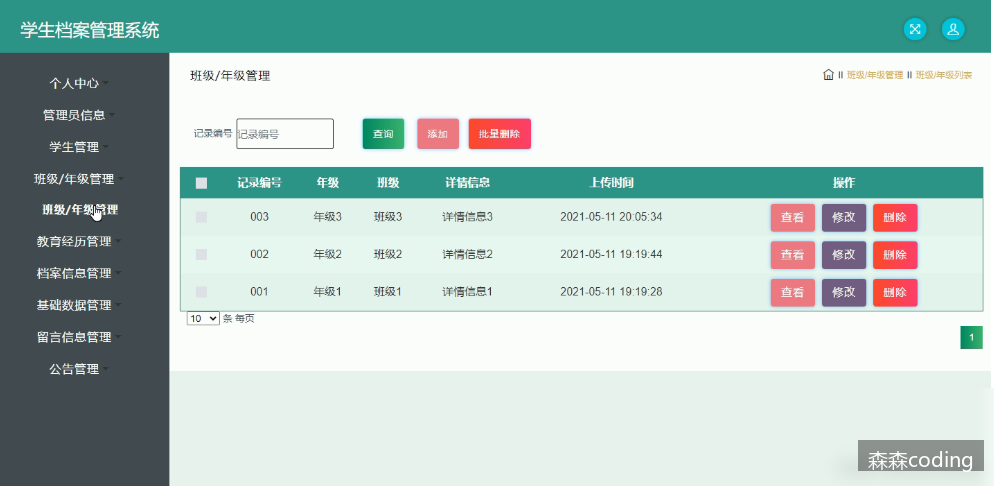 学生档案管理系统
个人中心
管理员信息
学生管理
班级/年级管理
班级/年级管理
教育经历管理
档案信息管理
基础数据管理
留言信息管理
公告管理
班级/年级管理
班级/年级管理 班级/年级列表
记录编号 记录编号 查询 添加 批量删除
记录编号 年级 班级 详情信息 上传时间 操作
003 年级3 班级3 详情信息3 2021-05-11 20:05:34 查看 修改 删除
002 年级2 班级2 详情信息2 2021-05-11 19:19:44 查看 修改 删除
001 年级1 班级1 详情信息1 2021-05-11 19:19:28 查看 修改 删除
10 条 每页
1
森森coding